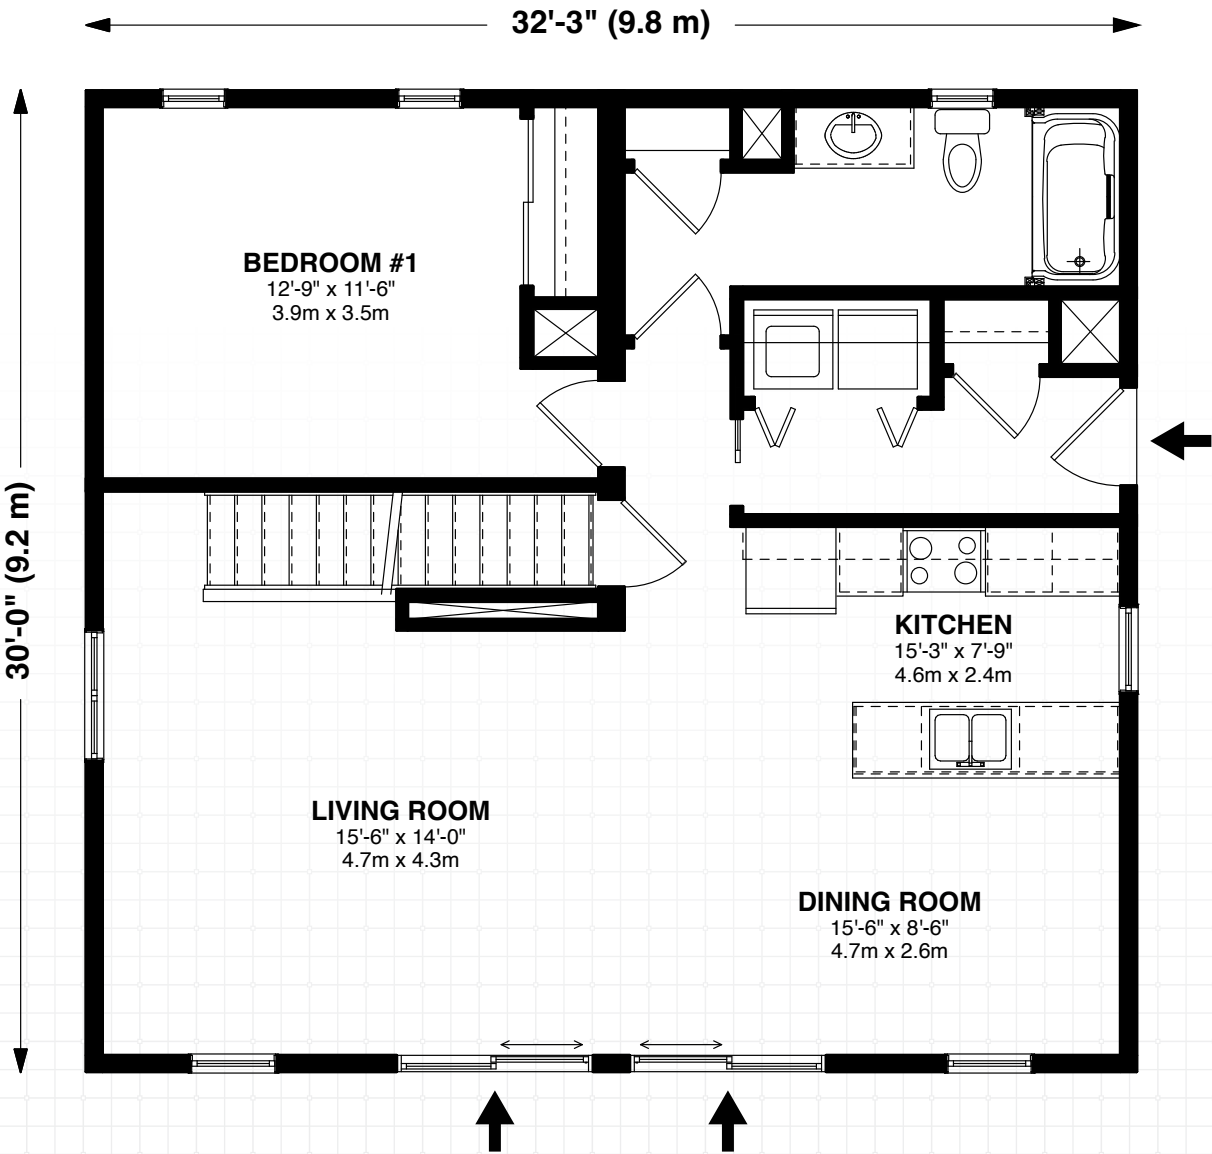 32'-3" (9.8 m)
30'-0" (9.2 m)
BEDROOM #1
12'-9" x 11'-6"
3.9m x 3.5m
KITCHEN
15'-3" x 7'-9"
4.6m x 2.4m
LIVING ROOM
15'-6" x 14'-0"
4.7m x 4.3m
DINING ROOM
15'-6" x 8'-6"
4.7m x 2.6m